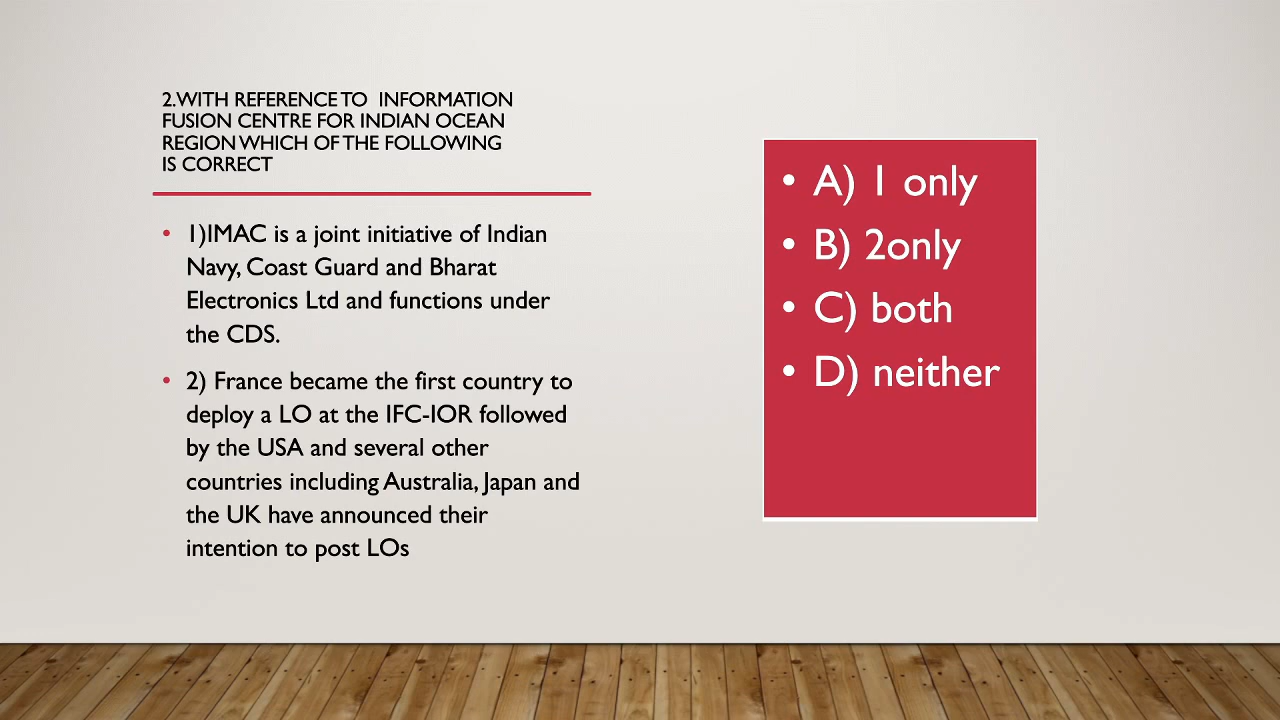 2.WITH REFERENCE TO INFORMATION
FUSION CENTRE FOR INDIAN OCEAN
REGION WHICH OF THE FOLLOWING
IS CORRECT
• 1)IMAC is a joint initiative of Indian
Navy, Coast Guard and Bharat
Electronics Ltd and functions under
the CDS.
• 2) France became the first country to
deploy a LO at the IFC-IOR followed
by the USA and several other
countries including Australia, Japan and
the UK have announced their
intention to post LOs
• A) 1 only
• B) 2only
• C) both
• D) neither